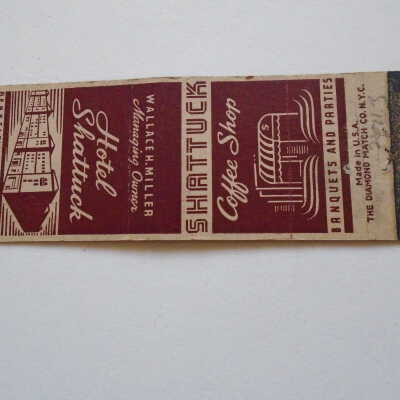 Hotel
Shattuck
WALLACE H. MILLER
Managing Owner
SHATTUCK
Coffee Shop
S
BANQUETS AND PARTIES
Made in U.S.A.
THE DIAMOND MATCH CO. N.Y.C.